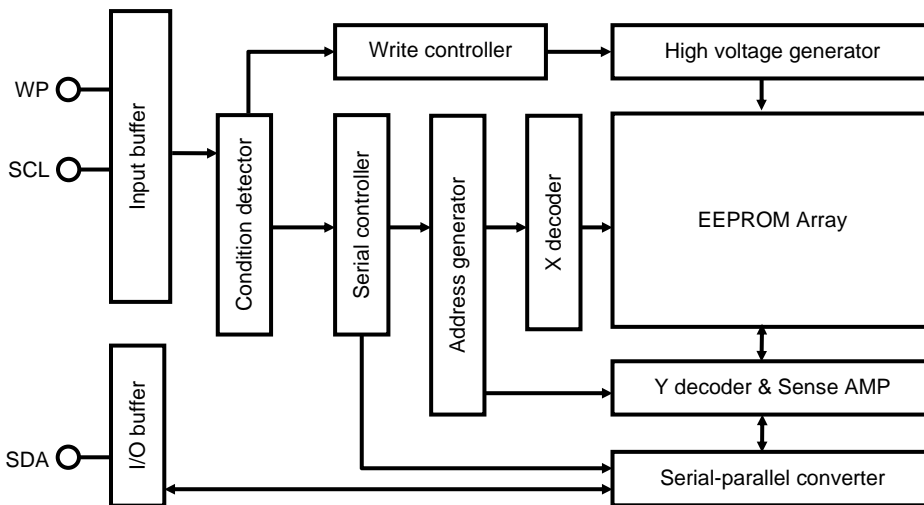 Write controller
High voltage generator
WP
SCL
Input buffer
Condition detector
Serial controller
Address generator
X decoder
EEPROM Array
Y decoder & Sense AMP
SDA
I/O buffer
Serial-parallel converter